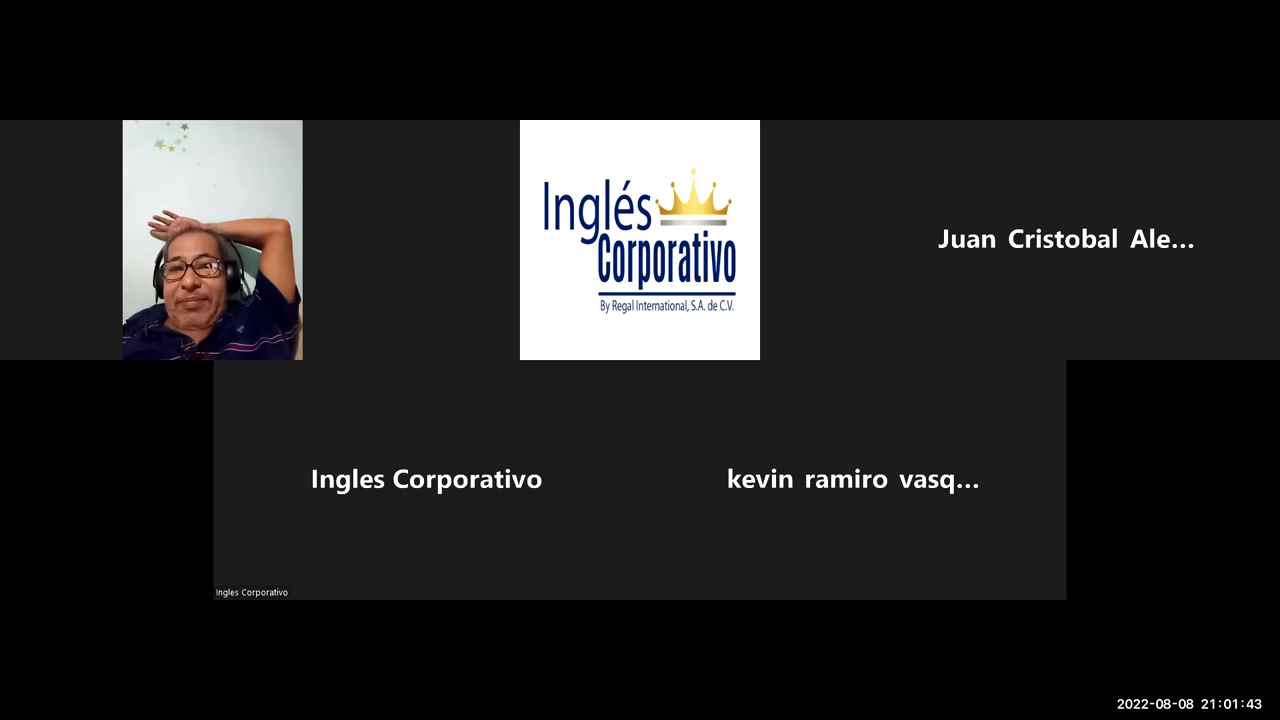 Inglés
Corporativo
By Regal International, S.A. de C.V.
Juan Cristobal Ale...
Ingles Corporativo
kevin ramiro vasq...
Ingles Corporativo
2022-08-08 21:01:43